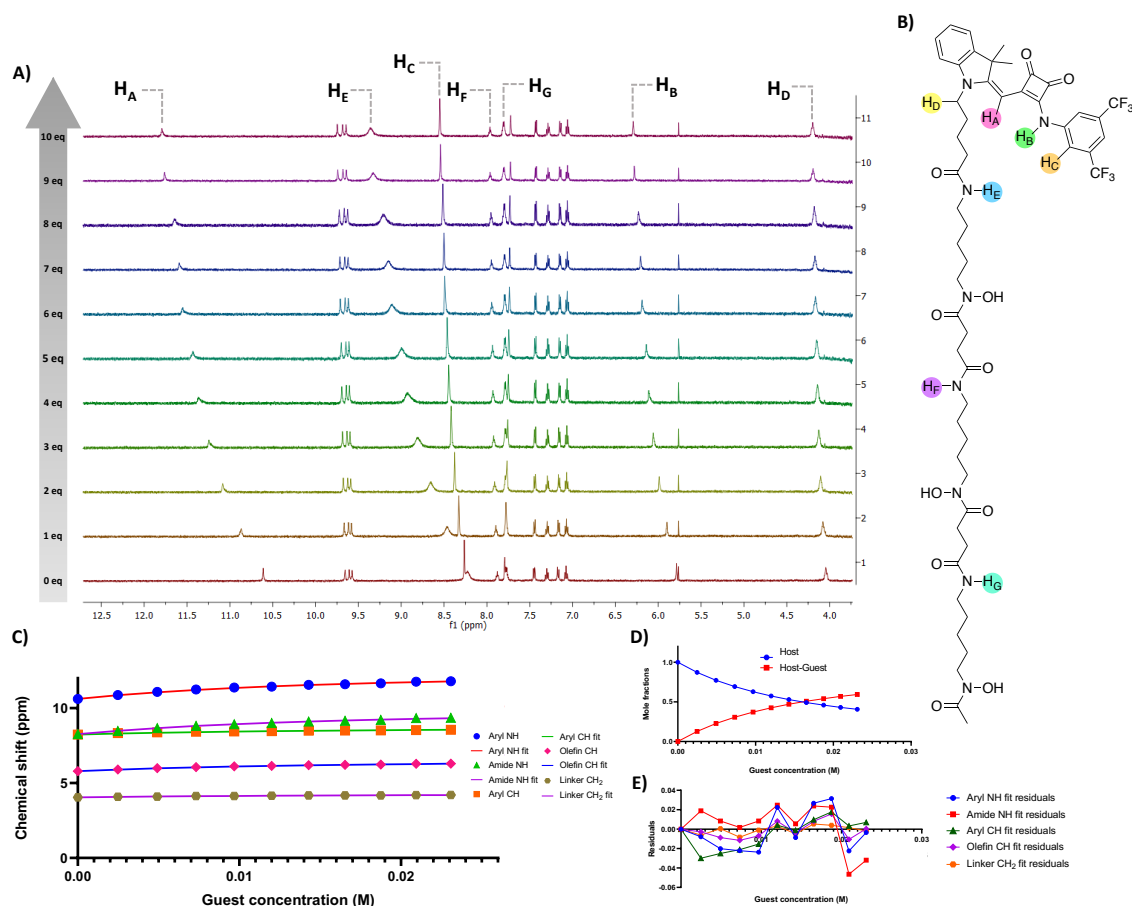 A)
H_A
H_E
H_C
H_F
H_G
H_B
H_D
10 eq
9 eq
8 eq
7 eq
6 eq
5 eq
4 eq
3 eq
2 eq
1 eq
0 eq
11
10
9
8
7
6
5
4
3
2
1
12.5 12.0 11.5 11.0 10.5 10.0 9.5 9.0 8.5 8.0 7.5 7.0 6.5 6.0 5.5 5.0 4.5 4.0
f1 (ppm)
B)
O
O
N
CF3
H_D
H_A
N
H_B
H_C
CF3
O
N-H_E
N-OH
O
O
H_F-N
HO-N
O
O
N-H_G
N-OH
O
C)
Chemical shift (ppm)
10
5
0
0.00 0.01 0.02
Guest concentration (M)
Aryl NH
Aryl NH fit
Amide NH
Amide NH fit
Aryl CH
Aryl CH fit
Olefin CH
Olefin CH fit
Linker CH2
Linker CH2 fit
D)
Host
Host-Guest
Mole fractions
1.0
0.5
0.0
0.00 0.01 0.02 0.03
Guest concentration (M)
E)
Residuals
0.04
0.02
0.00
-0.02
-0.04
-0.06
0.01 0.02 0.03
Guest concentration (M)
Aryl NH fit residuals
Amide NH fit residuals
Aryl CH fit residuals
Olefin CH fit residuals
Linker CH2 fit residuals